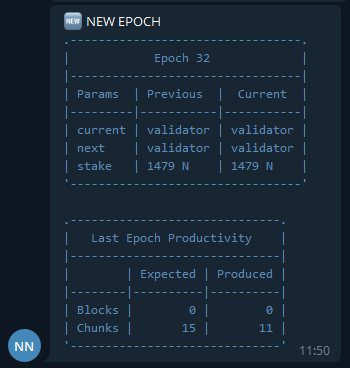 🆕 NEW EPOCH
.-------------------------------.
|           Epoch 32            |
|-------------------------------|
| Params  | Previous  |  Current  |
|---------|-----------|-----------|
| current | validator | validator |
| next    | validator | validator |
| stake   | 1479 N    | 1479 N    |
'-------------------------------'
.----------------------------.
|   Last Epoch Productivity    |
|----------------------------|
|        | Expected | Produced |
|--------|----------|----------|
| Blocks |        0 |        0 |
| Chunks |       15 |       11 |
'----------------------------'
NN
11:50